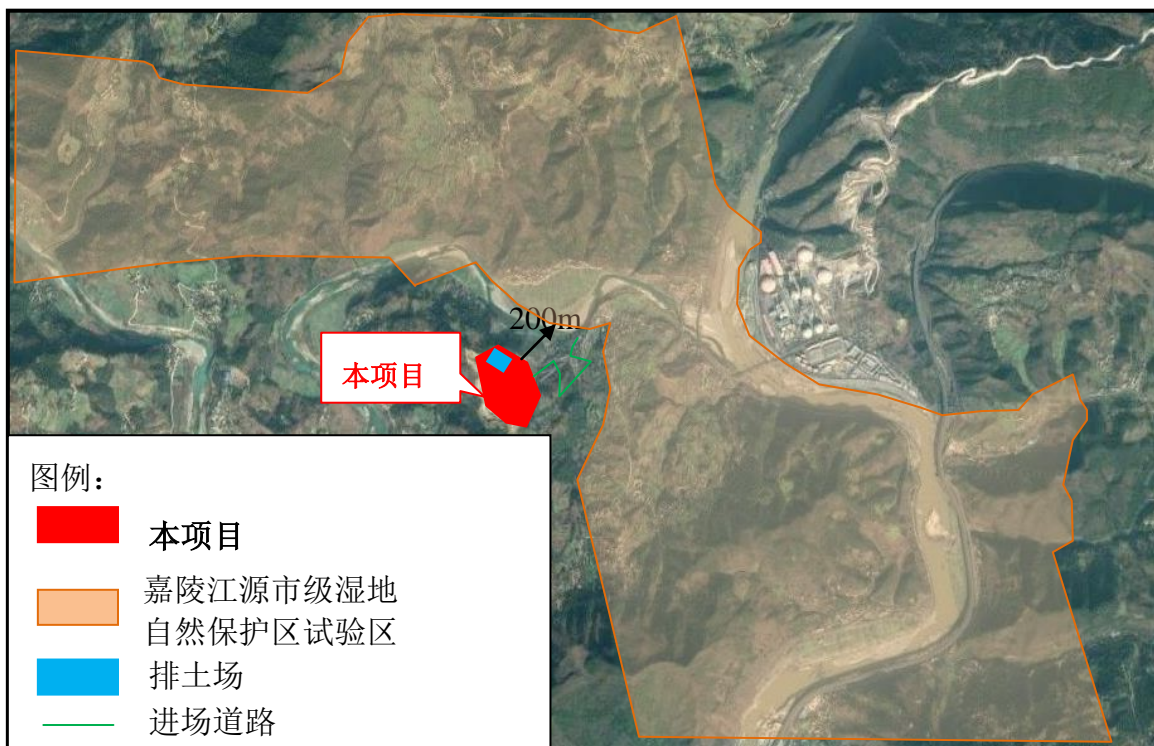 200m
本项目
图例：
本项目
嘉陵江源市级湿地
自然保护区试验区
排土场
进场道路